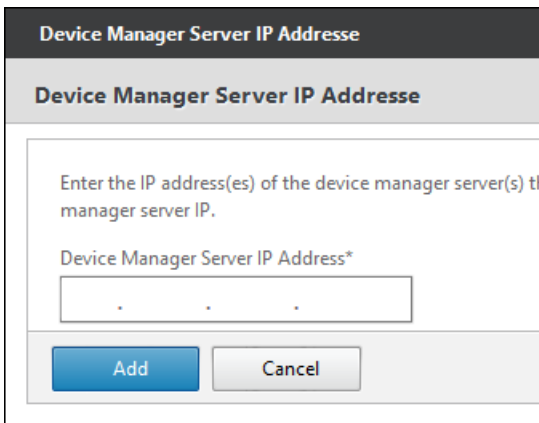 Device Manager Server IP Addresse
Device Manager Server IP Addresse
Enter the IP address(es) of the device manager server(s)
manager server IP.
Device Manager Server IP Address*
. . .
Add Cancel